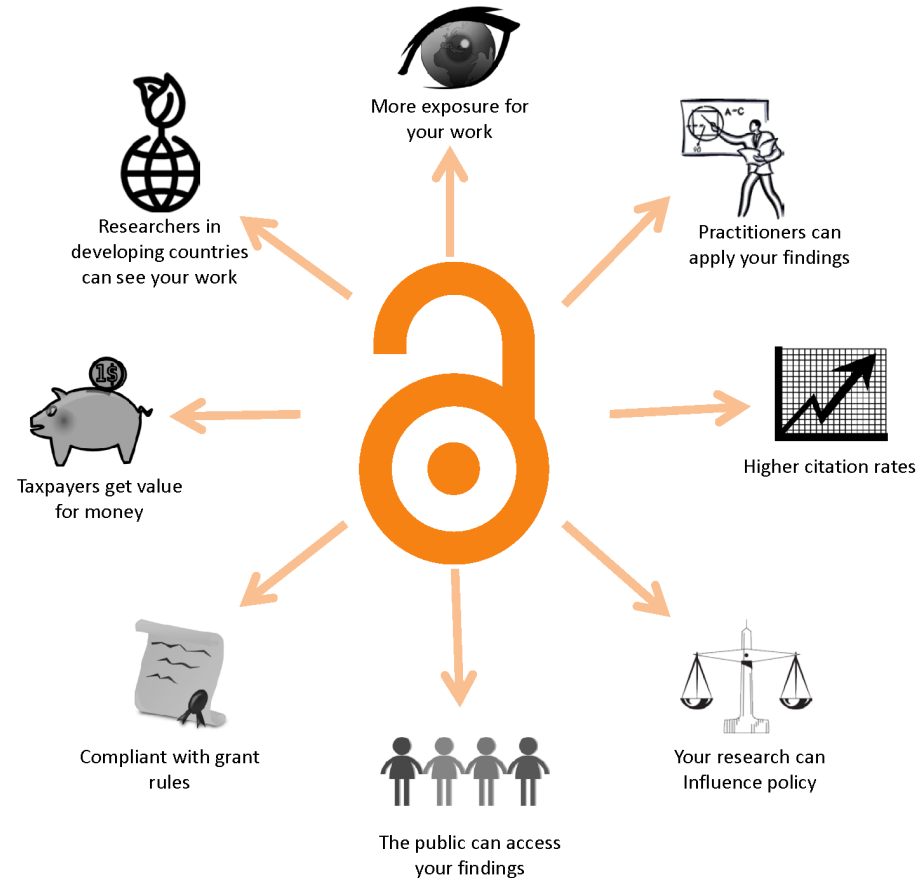 More exposure for
your work
A-C
Practitioners can
apply your findings
Higher citation rates
Your research can
Influence policy
The public can access
your findings
Compliant with grant
rules
1$
Taxpayers get value
for money
Researchers in
developing countries
can see your work